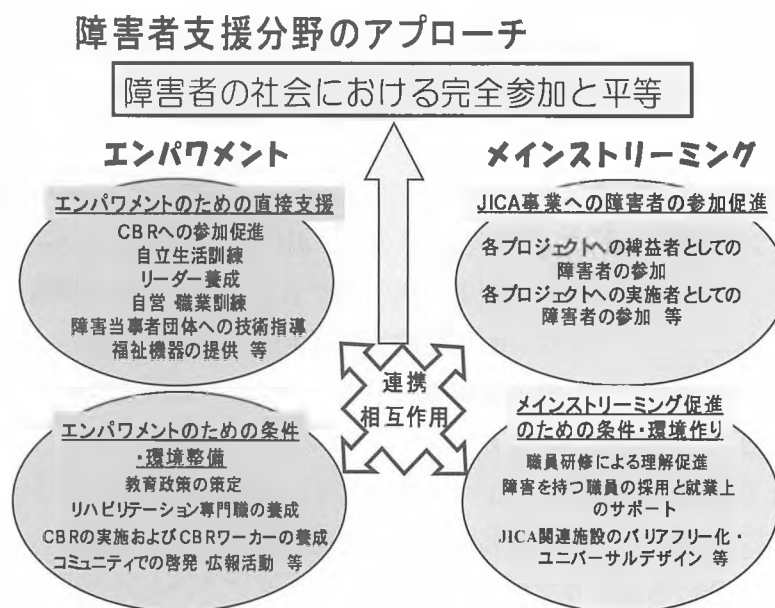 障害者支援分野のアプローチ
障害者の社会における完全参加と平等
エンパワメント
メインストリーミング
エンパワメントのための直接支援
CBRへの参加促進
自立生活訓練
リーダー養成
自営・職業訓練
障害当事者団体への技術指導
福祉機器の提供 等
JICA事業への障害者の参加促進
各プロジェクトへの裨益者としての
障害者の参加
各プロジェクトへの実施者としての
障害者の参加 等
連携
相互作用
エンパワメントのための条件
・環境整備
教育政策の策定
リハビリテーション専門職の養成
CBRの実施およびCBRワーカーの養成
コミュニティでの啓発・広報活動 等
メインストリーミング促進
のための条件・環境作り
職員研修による理解促進
障害を持つ職員の採用と就業上
のサポート
JICA関連施設のバリアフリー化・
ユニバーサルデザイン 等